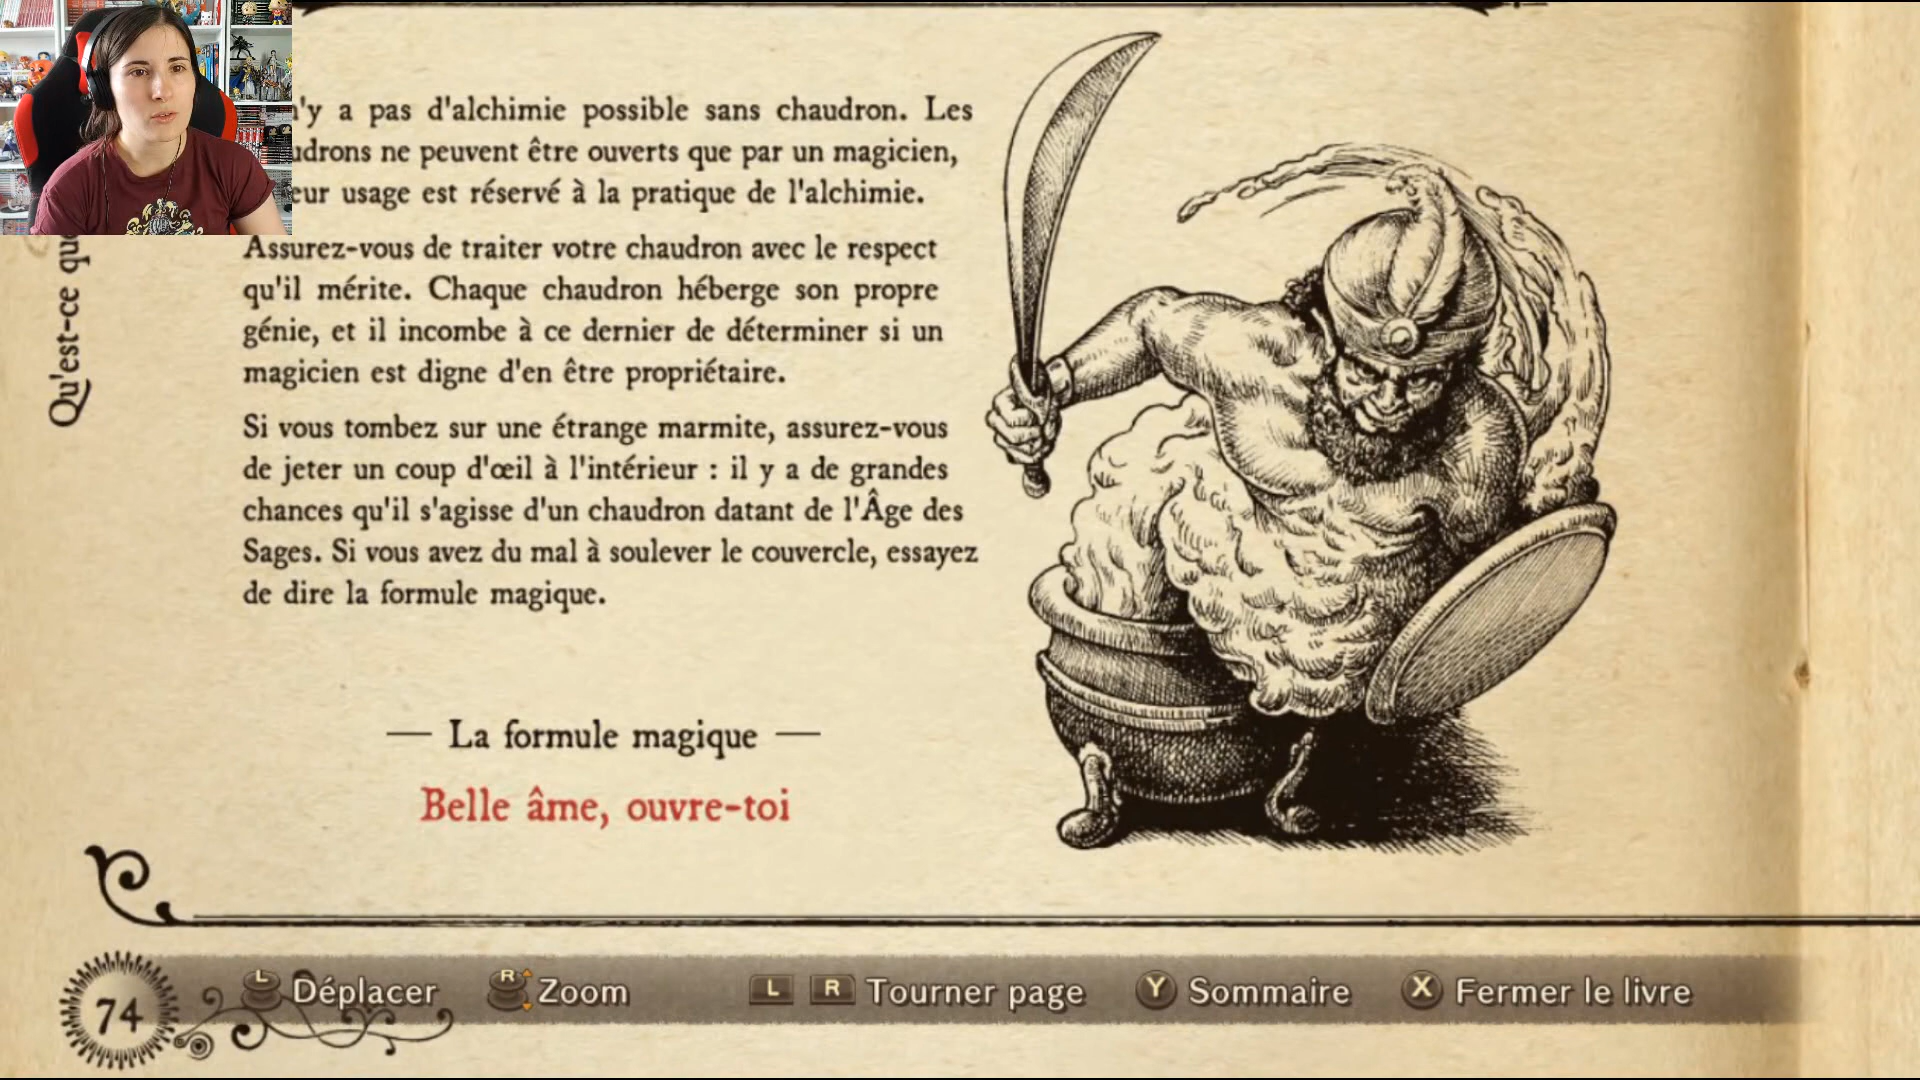 n'y a pas d'alchimie possible sans chaudron. Les
udrons ne peuvent être ouverts que par un magicien,
eur usage est réservé à la pratique de l'alchimie.
Assurez-vous de traiter votre chaudron avec le respect
qu'il mérite. Chaque chaudron héberge son propre
génie, et il incombe à ce dernier de déterminer si un
magicien est digne d'en être propriétaire.
Si vous tombez sur une étrange marmite, assurez-vous
de jeter un coup d'œil à l'intérieur : il y a de grandes
chances qu'il s'agisse d'un chaudron datant de l'Âge des
Sages. Si vous avez du mal à soulever le couvercle, essayez
de dire la formule magique.
— La formule magique —
Belle âme, ouvre-toi
Qu'est-ce que
74
L Déplacer R Zoom L R Tourner page Y Sommaire X Fermer le livre